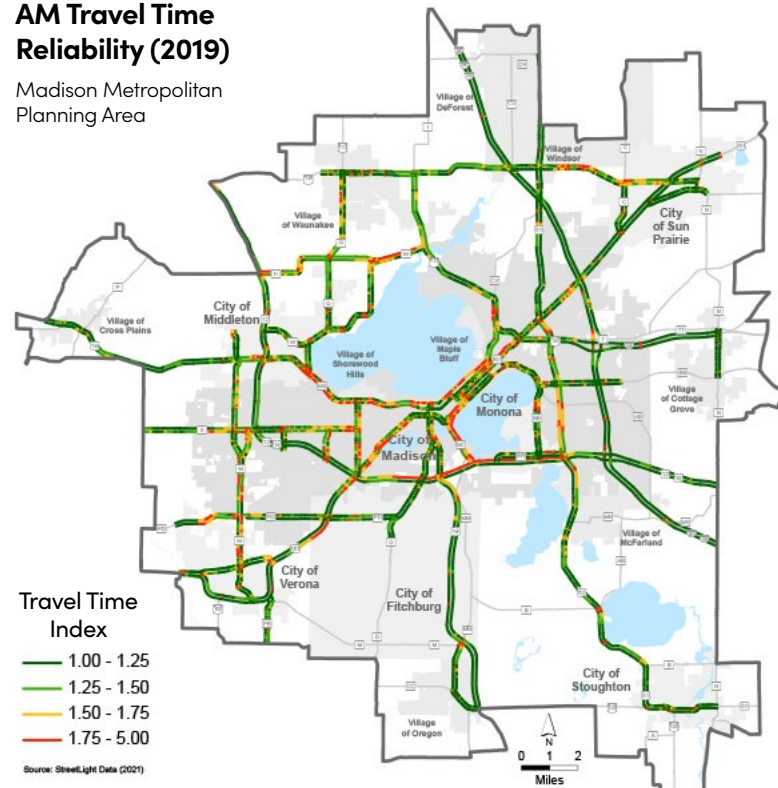 AM Travel Time
Reliability (2019)
Madison Metropolitan
Planning Area
Village of
DeForest
Village of
Windsor
Village
of Waunakee
City
of Sun
Prairie
Village of
Cross Plains
City of
Middleton
Village of
Shorewood
Hills
Village of
Maple
Bluff
City of
Monona
Village
of Cottage
Grove
City of
Madison
Village of
McFarland
City of
Verona
City of
Fitchburg
City of
Stoughton
Village
of Oregon
Travel Time
Index
1.00 - 1.25
1.25 - 1.50
1.50 - 1.75
1.75 - 5.00
Source: StreetLight Data (2021)
N
0 1 2
Miles